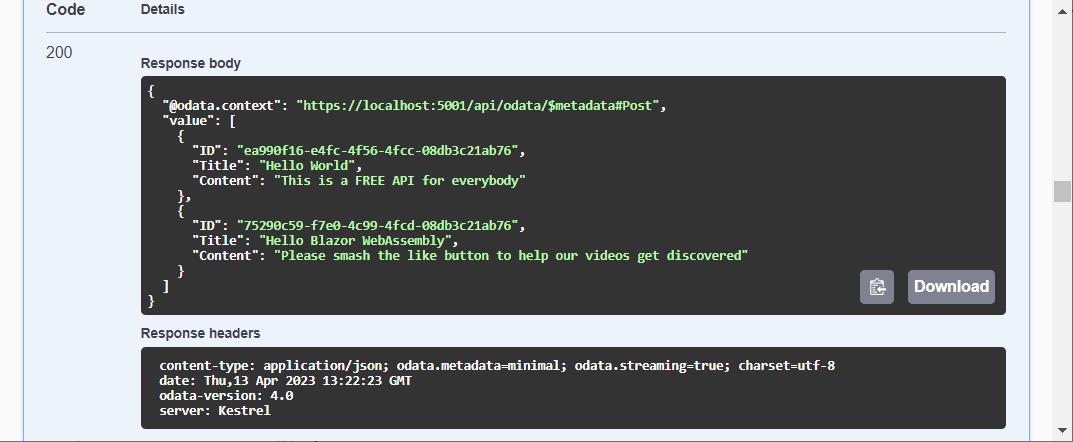 Code Details
200
Response body
{
"@odata.context": "https://localhost:5001/api/odata/$metadata#Post",
"value": [
{
"ID": "ea990f16-e4fc-4f56-4fcc-08db3c21ab76",
"Title": "Hello World",
"Content": "This is a FREE API for everybody"
},
{
"ID": "75290c59-f7e0-4c99-4fcd-08db3c21ab76",
"Title": "Hello Blazor WebAssembly",
"Content": "Please smash the like button to help our videos get discovered"
}
]
}
Download
Response headers
content-type: application/json; odata.metadata=minimal; odata.streaming=true; charset=utf-8
date: Thu,13 Apr 2023 13:22:23 GMT
odata-version: 4.0
server: Kestrel